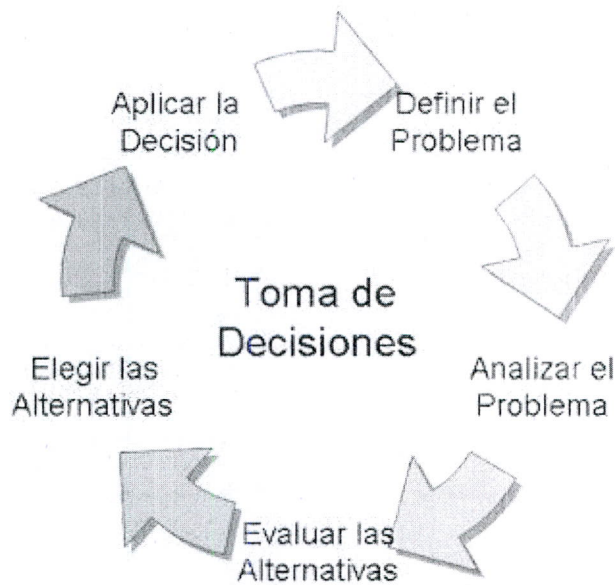 Aplicar la
Decisión
Definir el
Problema
Toma de
Decisiones
Elegir las
Alternativas
Analizar el
Problema
Evaluar las
Alternativas